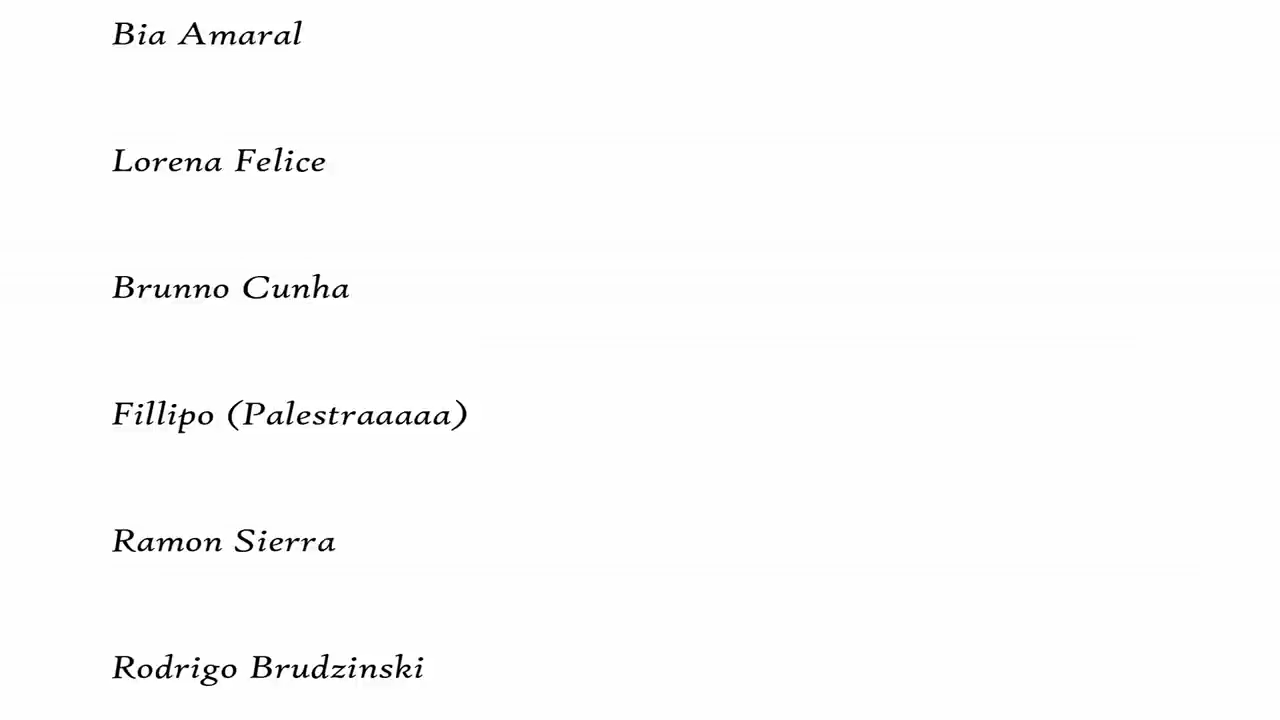 Bia Amaral
Lorena Felice
Brunno Cunha
Fillipo (Palestraaaaa)
Ramon Sierra
Rodrigo Brudzinski